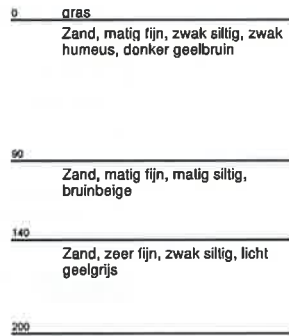 0 gras
Zand, matig fijn, zwak siltig, zwak
humeus, donker geelbruin
90
Zand, matig fijn, matig siltig,
bruinbeige
140
Zand, zeer fijn, zwak siltig, licht
geelgrijs
200